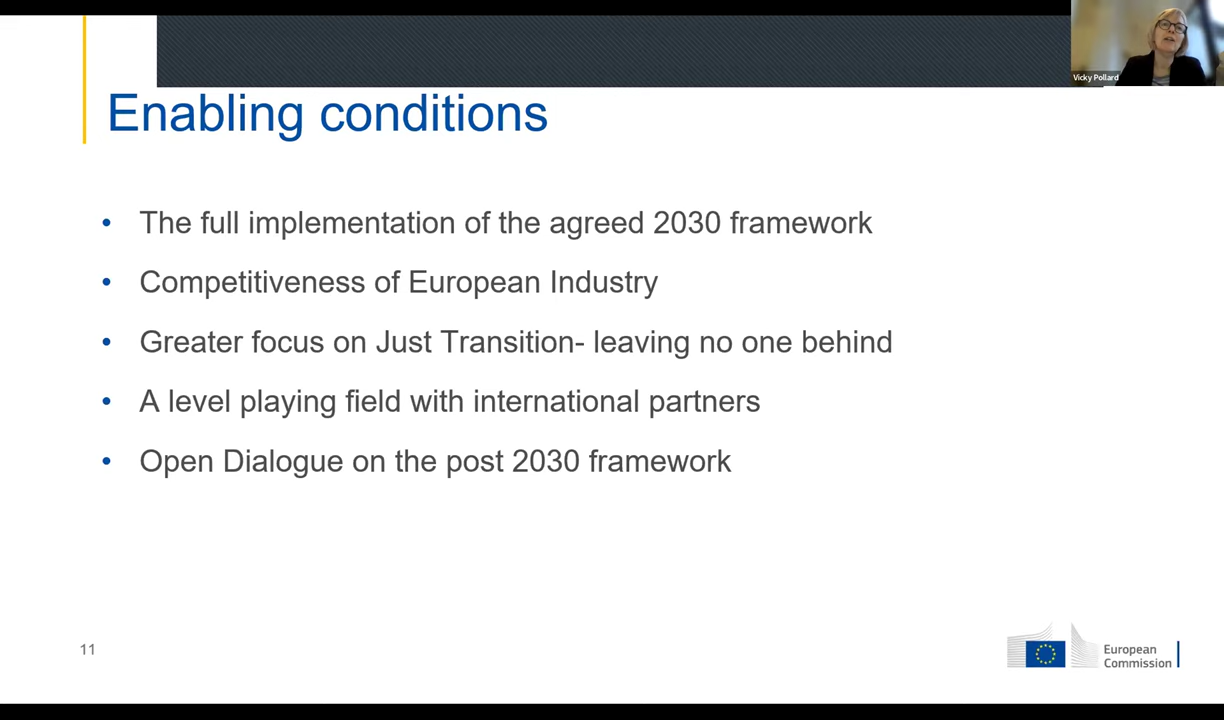 Vicky Pollard
Enabling conditions
• The full implementation of the agreed 2030 framework
• Competitiveness of European Industry
• Greater focus on Just Transition- leaving no one behind
• A level playing field with international partners
• Open Dialogue on the post 2030 framework
11
European
Commission